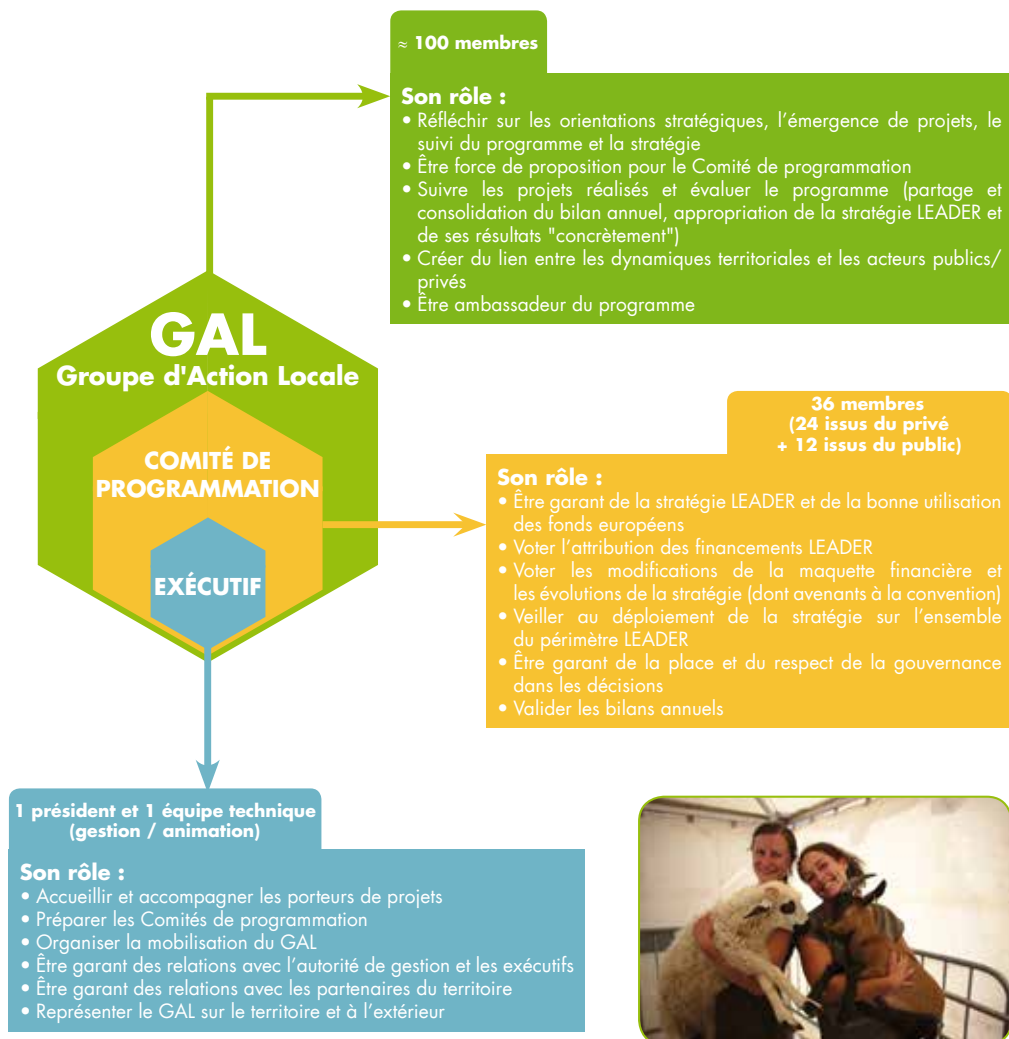 ≈ 100 membres
Son rôle :
• Réfléchir sur les orientations stratégiques, l'émergence de projets, le
suivi du programme et la stratégie
• Être force de proposition pour le Comité de programmation
• Suivre les projets réalisés et évaluer le programme (partage et
consolidation du bilan annuel, appropriation de la stratégie LEADER et
de ses résultats "concrètement")
• Créer du lien entre les dynamiques territoriales et les acteurs publics/
privés
• Être ambassadeur du programme
GAL
Groupe d'Action Locale
COMITÉ DE
PROGRAMMATION
EXÉCUTIF
36 membres
(24 issus du privé
+ 12 issus du public)
Son rôle :
• Être garant de la stratégie LEADER et de la bonne utilisation
des fonds européens
• Voter l'attribution des financements LEADER
• Voter les modifications de la maquette financière et
les évolutions de la stratégie (dont avenants à la convention)
• Veiller au déploiement de la stratégie sur l'ensemble
du périmètre LEADER
• Être garant de la place et du respect de la gouvernance
dans les décisions
• Valider les bilans annuels
1 président et 1 équipe technique
(gestion / animation)
Son rôle :
• Accueillir et accompagner les porteurs de projets
• Préparer les Comités de programmation
• Organiser la mobilisation du GAL
• Être garant des relations avec l'autorité de gestion et les exécutifs
• Être garant des relations avec les partenaires du territoire
• Représenter le GAL sur le territoire et à l'extérieur